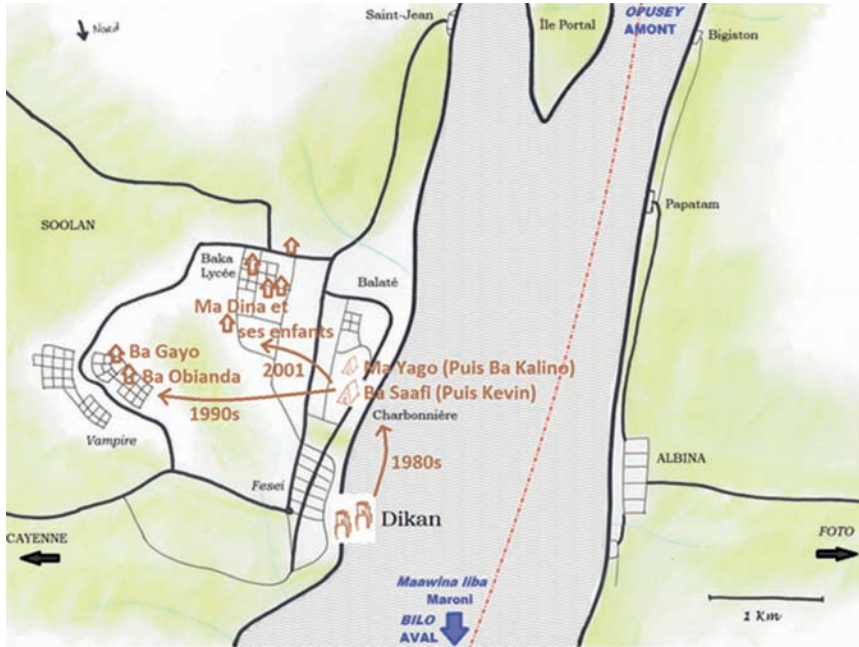 OPUSEY
AMONT
Saint-Jean
Île Portal
Bigiston
Nord
Papatam
SOOLAN
Baka
Lycée
Balaté
Ma Dina et
ses enfants
Ba Gayo
Ba Obianda
2001
Ma Yago (Puis Ba Kalino)
Ba Saafi (Puis Kevin)
1990s
Charbonnière
Vampire
1980s
ALBINA
Fesei
Dikan
CAYENNE
FOTO
Maawina liba
Maroni
BILO
AVAL
1 Km